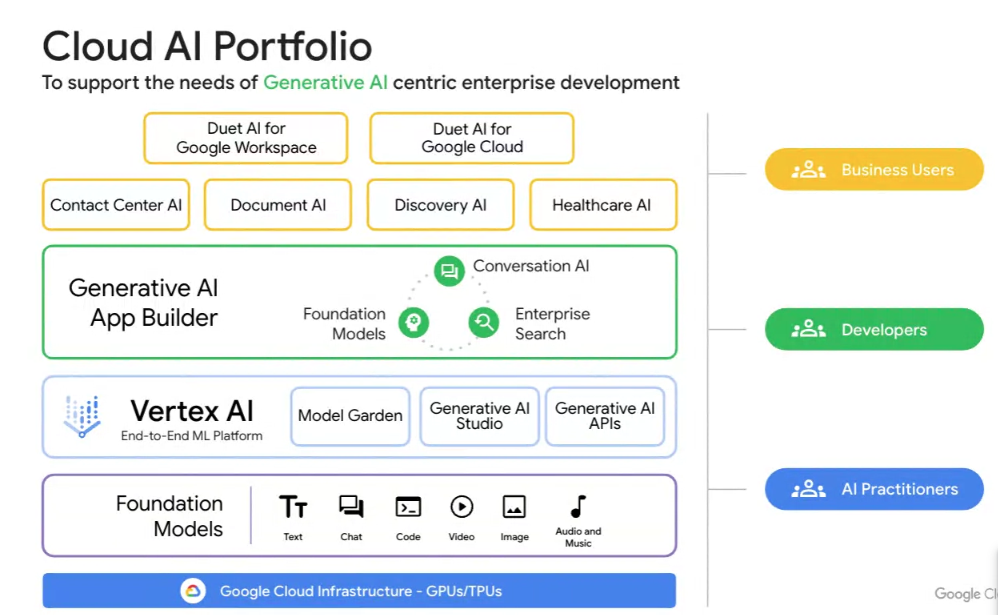 Cloud AI Portfolio
To support the needs of Generative AI centric enterprise development
Duet AI for
Google Workspace
Duet AI for
Google Cloud
Business Users
Contact Center AI
Document AI
Discovery AI
Healthcare AI
Generative AI
App Builder
Conversation AI
Foundation
Models
Enterprise
Search
Developers
Vertex AI
End-to-End ML Platform
Model Garden
Generative AI
Studio
Generative AI
APIs
Foundation
Models
Text
Chat
Code
Video
Image
Audio and
Music
AI Practitioners
Google Cloud Infrastructure - GPUs/TPUs
Google